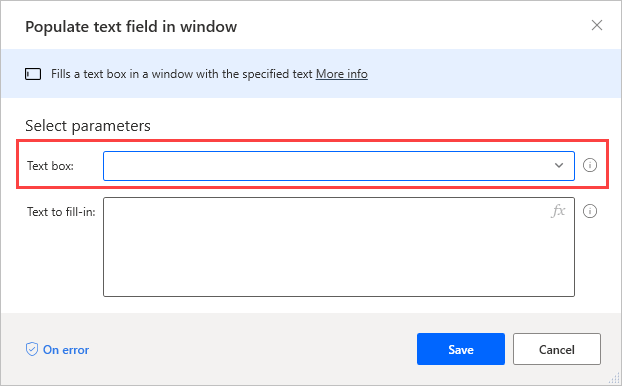 Populate text field in window
Fills a text box in a window with the specified text More info
Select parameters
Text box:
Text to fill-in:
fx
On error
Save
Cancel